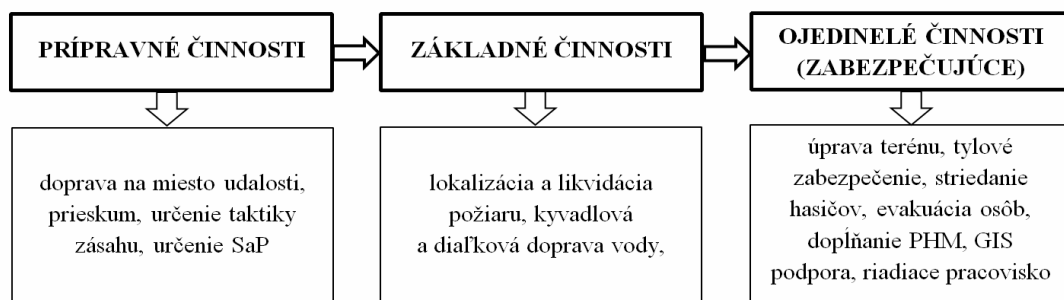 PRÍPRAVNÉ ČINNOSTI
ZÁKLADNÉ ČINNOSTI
OJEDINELÉ ČINNOSTI
(ZABEZPEČUJÚCE)
doprava na miesto udalosti,
prieskum, určenie taktiky
zásahu, určenie SaP
lokalizácia a likvidácia
požiaru, kyvadlová
a diaľková doprava vody,
úprava terénu, tylové
zabezpečenie, striedanie
hasičov, evakuácia osôb,
dopĺňanie PHM, GIS
podpora, riadiace pracovisko